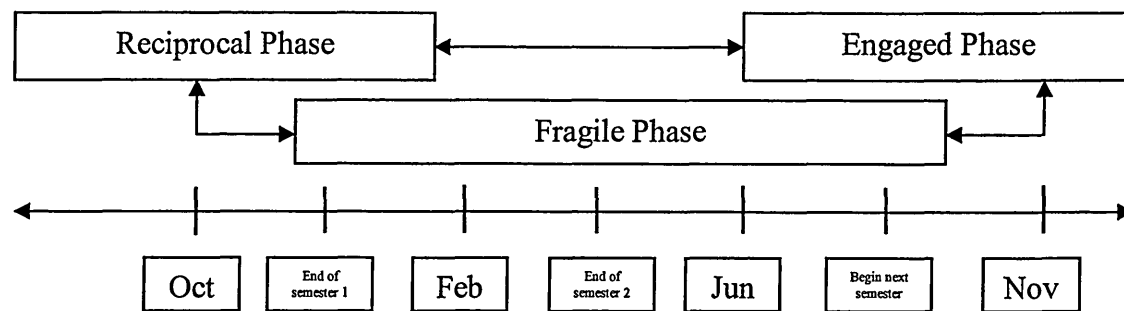 Reciprocal Phase
Engaged Phase
Fragile Phase
Oct
End of
semester 1
Feb
End of
semester 2
Jun
Begin next
semester
Nov